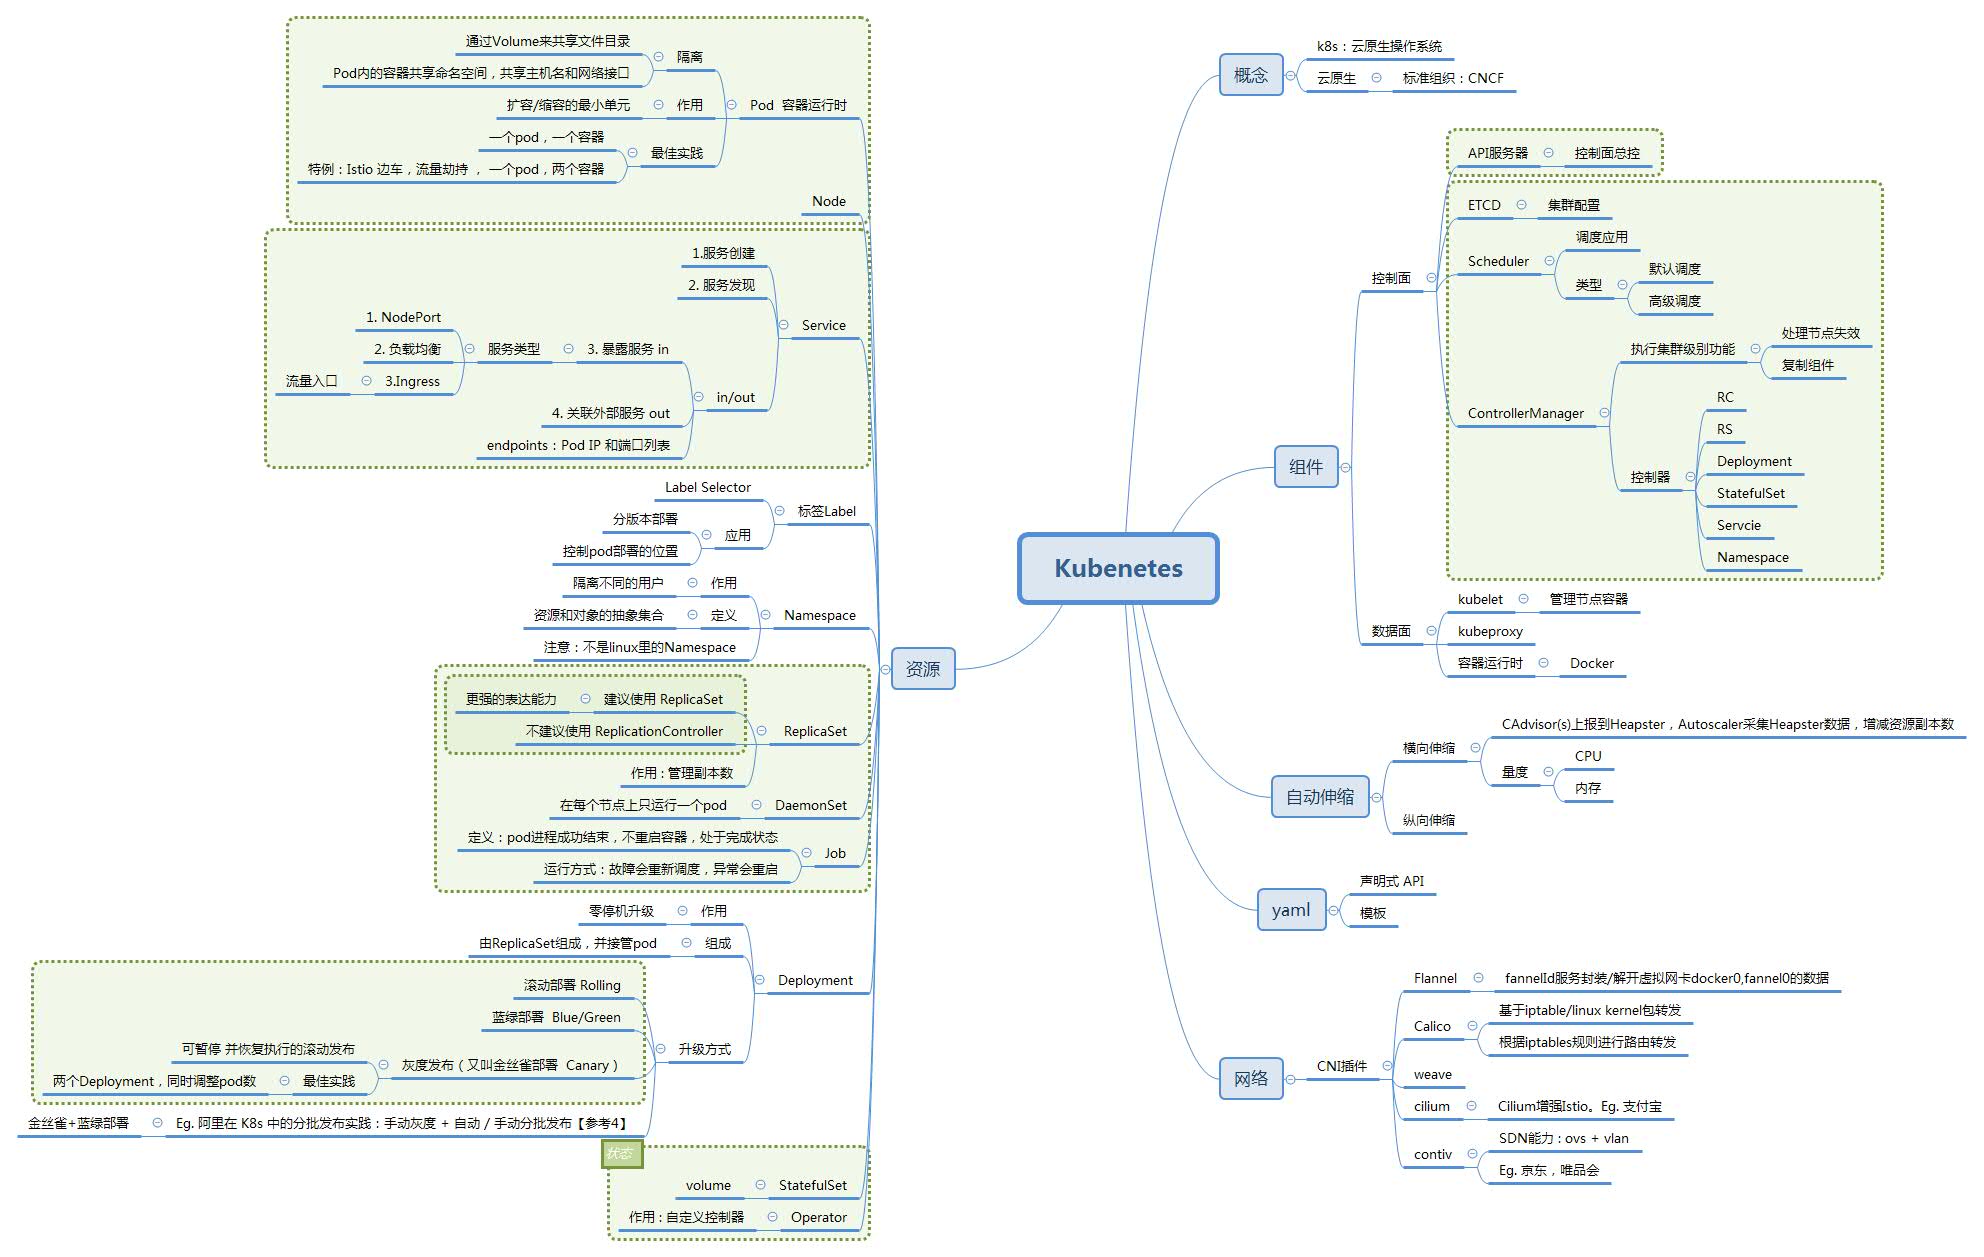 Kubenetes
概念
k8s：云原生操作系统
云原生
标准组织：CNCF
组件
控制面
API服务器
控制面总控
ETCD
集群配置
Scheduler
调度应用
类型
默认调度
高级调度
ControllerManager
执行集群级别功能
处理节点失效
复制组件
控制器
RC
RS
Deployment
StatefulSet
Servcie
Namespace
数据面
kubelet
管理节点容器
kubeproxy
容器运行时
Docker
自动伸缩
横向伸缩
CAdvisor(s)上报到Heapster，Autoscaler采集Heapster数据，增减资源副本数
量度
CPU
内存
纵向伸缩
yaml
声明式 API
模板
网络
CNI插件
Flannel
fannelId服务封装/解开虚拟网卡docker0,fannel0的数据
Calico
基于iptable/linux kernel包转发
根据iptables规则进行路由转发
weave
cilium
Cilium增强Istio。Eg. 支付宝
contiv
SDN能力 : ovs + vlan
Eg. 京东，唯品会
资源
Pod 容器运行时
隔离
通过Volume来共享文件目录
Pod内的容器共享命名空间，共享主机名和网络接口
作用
扩容/缩容的最小单元
最佳实践
一个pod，一个容器
特例：Istio 边车，流量劫持 ， 一个pod，两个容器
Node
Service
1.服务创建
2. 服务发现
in/out
3. 暴露服务 in
服务类型
1. NodePort
2. 负载均衡
3.Ingress
流量入口
4. 关联外部服务 out
endpoints：Pod IP 和端口列表
标签Label
Label Selector
应用
分版本部署
控制pod部署的位置
Namespace
作用
隔离不同的用户
定义
资源和对象的抽象集合
注意：不是linux里的Namespace
ReplicaSet
建议使用 ReplicaSet
更强的表达能力
不建议使用 ReplicationController
作用 : 管理副本数
DaemonSet
在每个节点上只运行一个pod
Job
定义：pod进程成功结束，不重启容器，处于完成状态
运行方式：故障会重新调度，异常会重启
Deployment
作用
零停机升级
组成
由ReplicaSet组成，并接管pod
升级方式
滚动部署 Rolling
蓝绿部署 Blue/Green
灰度发布（又叫金丝雀部署 Canary）
可暂停 并恢复执行的滚动发布
最佳实践
两个Deployment，同时调整pod数
Eg. 阿里在 K8s 中的分批发布实践：手动灰度 + 自动 / 手动分批发布【参考4】
金丝雀+蓝绿部署
状态
StatefulSet
volume
Operator
作用 : 自定义控制器